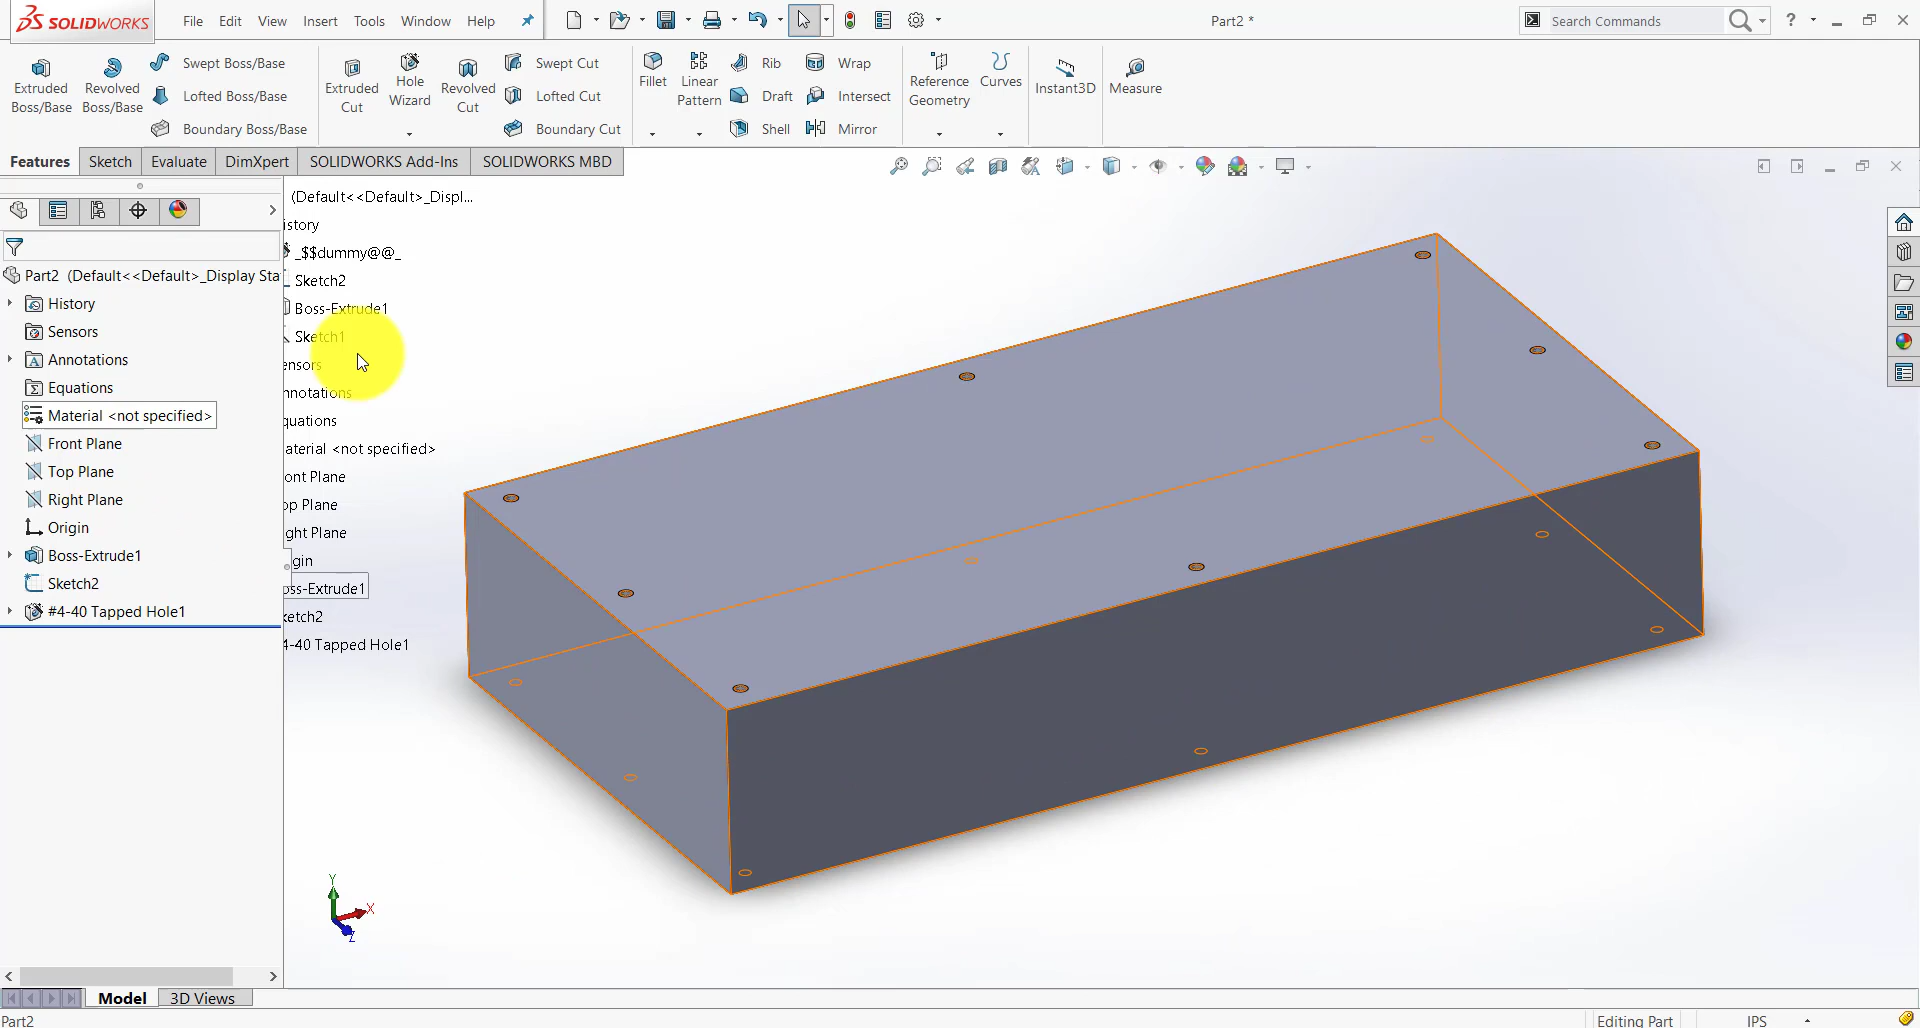 SOLIDWORKS File Edit View Insert Tools Window Help Part2 * Search Commands ?
Extruded Boss/Base
Revolved Boss/Base
Swept Boss/Base
Lofted Boss/Base
Boundary Boss/Base
Extruded Cut
Hole Wizard
Revolved Cut
Swept Cut
Lofted Cut
Boundary Cut
Fillet
Linear Pattern
Rib
Draft
Shell
Wrap
Intersect
Mirror
Reference Geometry
Curves
Instant3D
Measure
Features Sketch Evaluate DimXpert SOLIDWORKS Add-Ins SOLIDWORKS MBD
Part2 (Default<<Default>_Display Sta
History
Sensors
Annotations
Equations
Material <not specified>
Front Plane
Top Plane
Right Plane
Origin
Boss-Extrude1
Sketch2
#4-40 Tapped Hole1
(Default<<Default>_Displ...
istory
_$$dummy@@_
Sketch2
Boss-Extrude1
Sketch1
ensors
nnotations
quations
aterial <not specified>
ont Plane
op Plane
ght Plane
gin
oss-Extrude1
ketch2
4-40 Tapped Hole1
Y
X
Z
Model 3D Views
Part2 Editing Part IPS